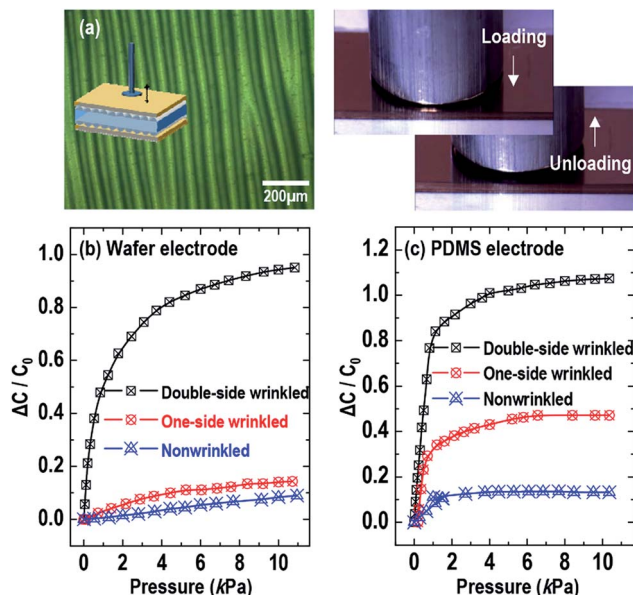 (a)
200μm
Loading
Unloading
(b) Wafer electrode
1.0
0.8
0.6
0.4
0.2
0.0
ΔC / C0
Double-side wrinkled
One-side wrinkled
Nonwrinkled
0 2 4 6 8 10
Pressure (kPa)
(c) PDMS electrode
1.2
1.0
0.8
0.6
0.4
0.2
0.0
ΔC / C0
Double-side wrinkled
One-side wrinkled
Nonwrinkled
0 2 4 6 8 10
Pressure (kPa)